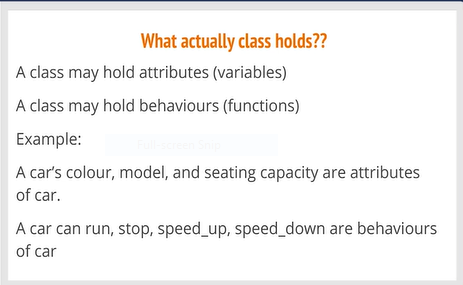 What actually class holds??
A class may hold attributes (variables)
A class may hold behaviours (functions)
Example:
Full-screen Snip
A car's colour, model, and seating capacity are attributes
of car.
A car can run, stop, speed_up, speed_down are behaviours
of car